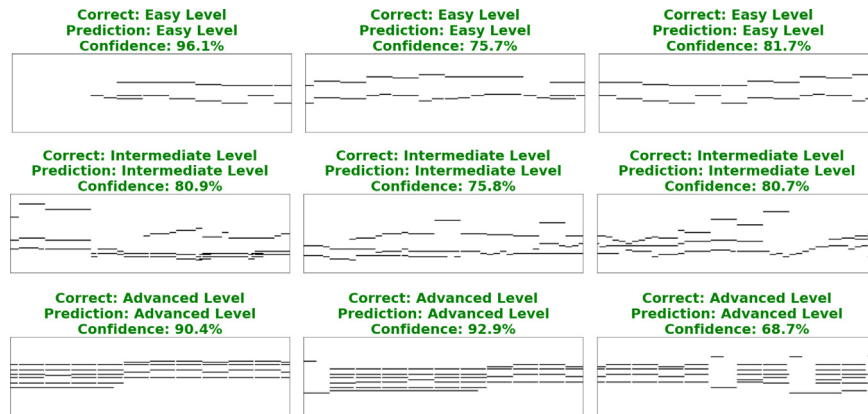 Correct: Easy Level
Prediction: Easy Level
Confidence: 96.1%
Correct: Easy Level
Prediction: Easy Level
Confidence: 75.7%
Correct: Easy Level
Prediction: Easy Level
Confidence: 81.7%
Correct: Intermediate Level
Prediction: Intermediate Level
Confidence: 80.9%
Correct: Intermediate Level
Prediction: Intermediate Level
Confidence: 75.8%
Correct: Intermediate Level
Prediction: Intermediate Level
Confidence: 80.7%
Correct: Advanced Level
Prediction: Advanced Level
Confidence: 90.4%
Correct: Advanced Level
Prediction: Advanced Level
Confidence: 92.9%
Correct: Advanced Level
Prediction: Advanced Level
Confidence: 68.7%